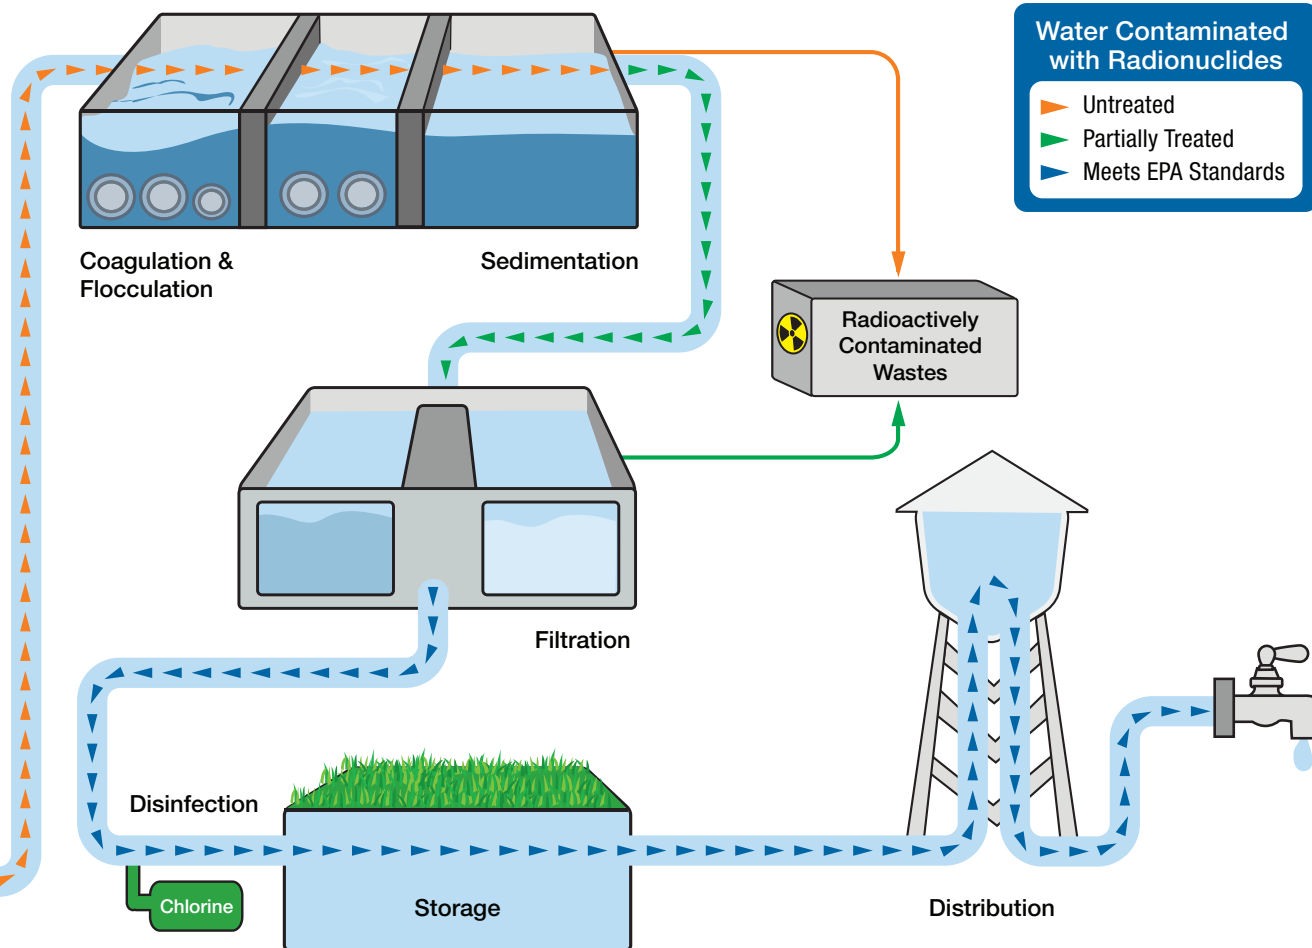 Water Contaminated
with Radionuclides
Untreated
Partially Treated
Meets EPA Standards
Coagulation &
Flocculation
Sedimentation
Radioactively
Contaminated
Wastes
Filtration
Disinfection
Chlorine
Storage
Distribution